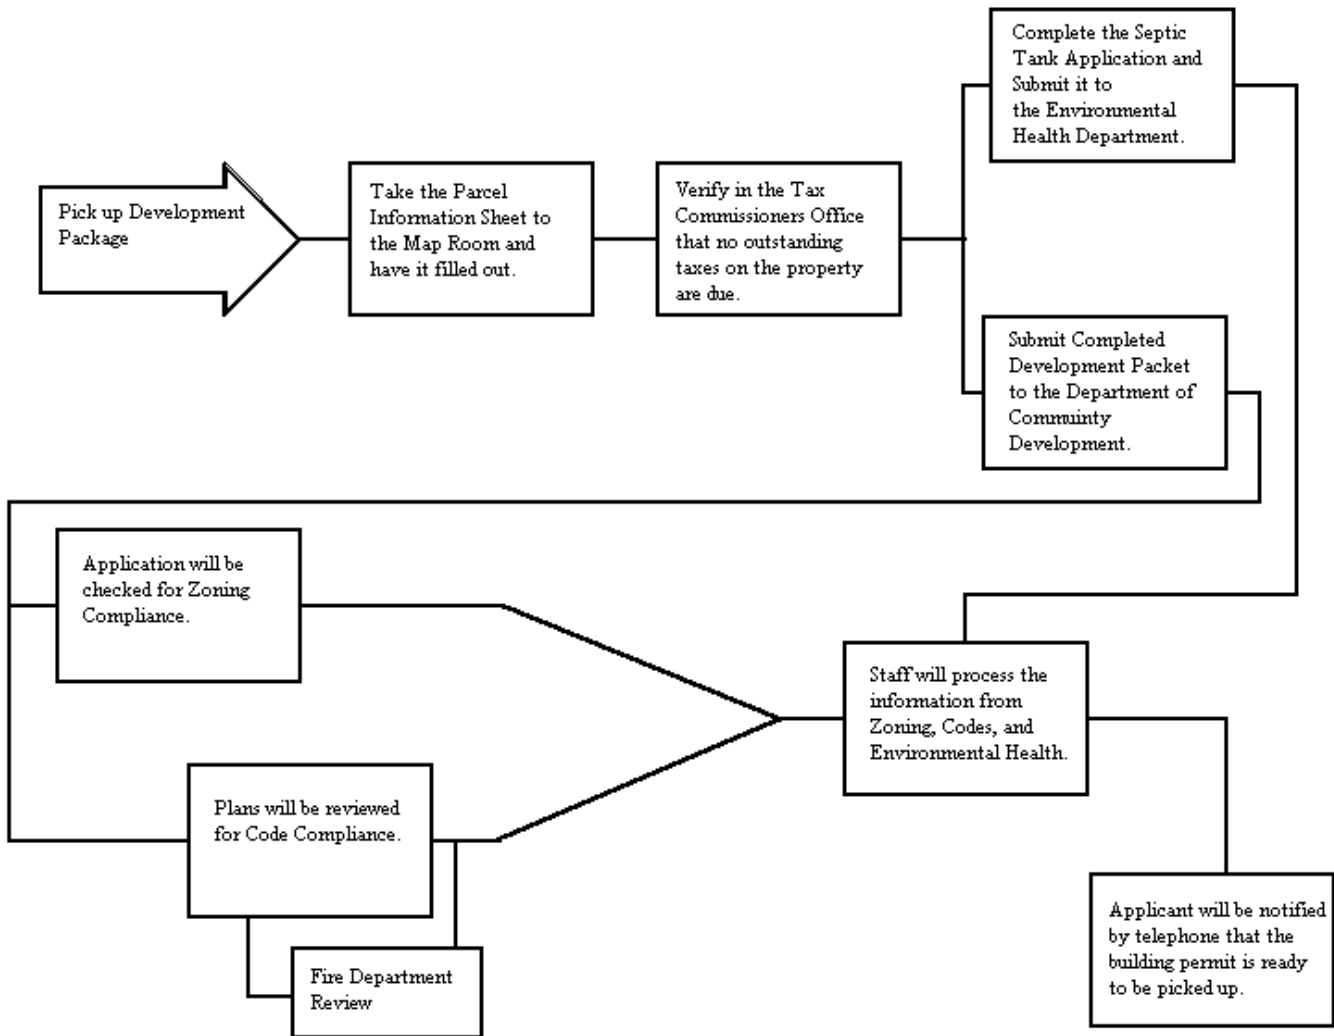 Pick up Development
Package
Take the Parcel
Information Sheet to
the Map Room and
have it filled out.
Verify in the Tax
Commissioners Office
that no outstanding
taxes on the property
are due.
Complete the Septic
Tank Application and
Submit it to
the Environmental
Health Department.
Submit Completed
Development Packet
to the Department of
Commuinty
Development.
Application will be
checked for Zoning
Compliance.
Plans will be reviewed
for Code Compliance.
Fire Department
Review
Staff will process the
information from
Zoning, Codes, and
Environmental Health.
Applicant will be notified
by telephone that the
building permit is ready
to be picked up.